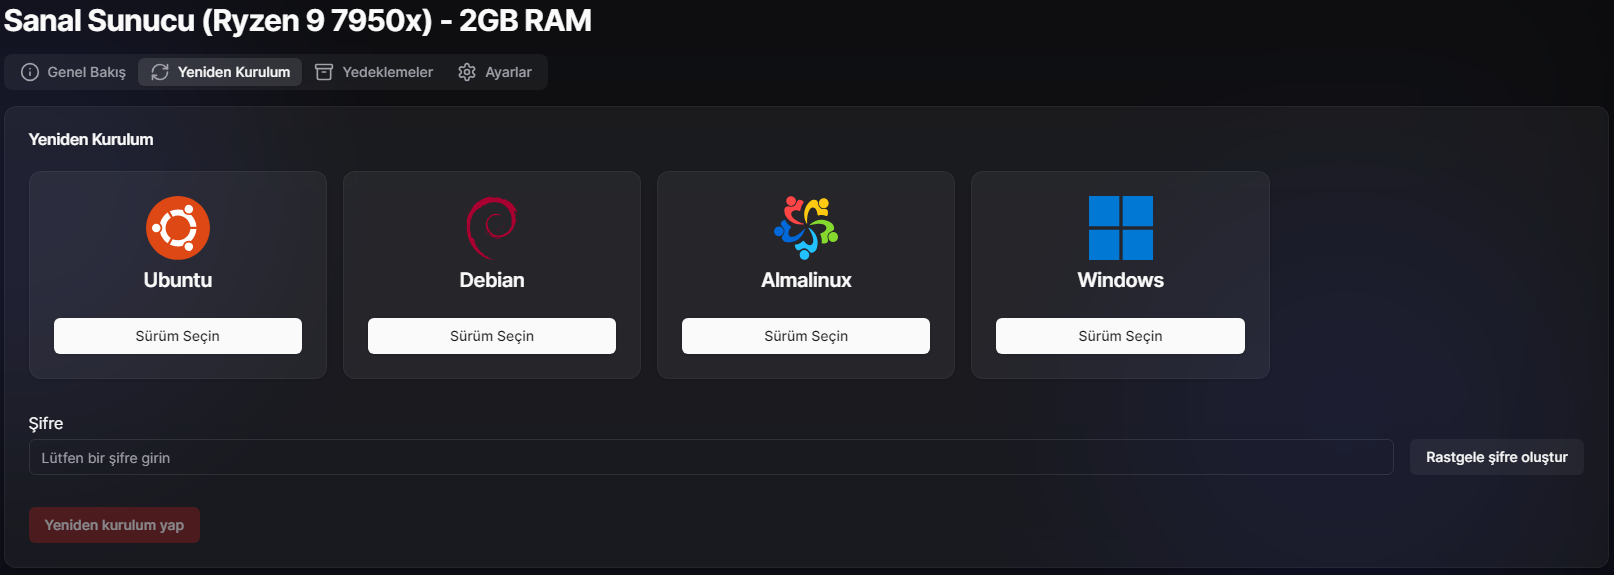 Sanal Sunucu (Ryzen 9 7950x) - 2GB RAM
Genel Bakış
Yeniden Kurulum
Yedeklemeler
Ayarlar
Yeniden Kurulum
Ubuntu
Sürüm Seçin
Debian
Sürüm Seçin
Almalinux
Sürüm Seçin
Windows
Sürüm Seçin
Şifre
Lütfen bir şifre girin
Rastgele şifre oluştur
Yeniden kurulum yap